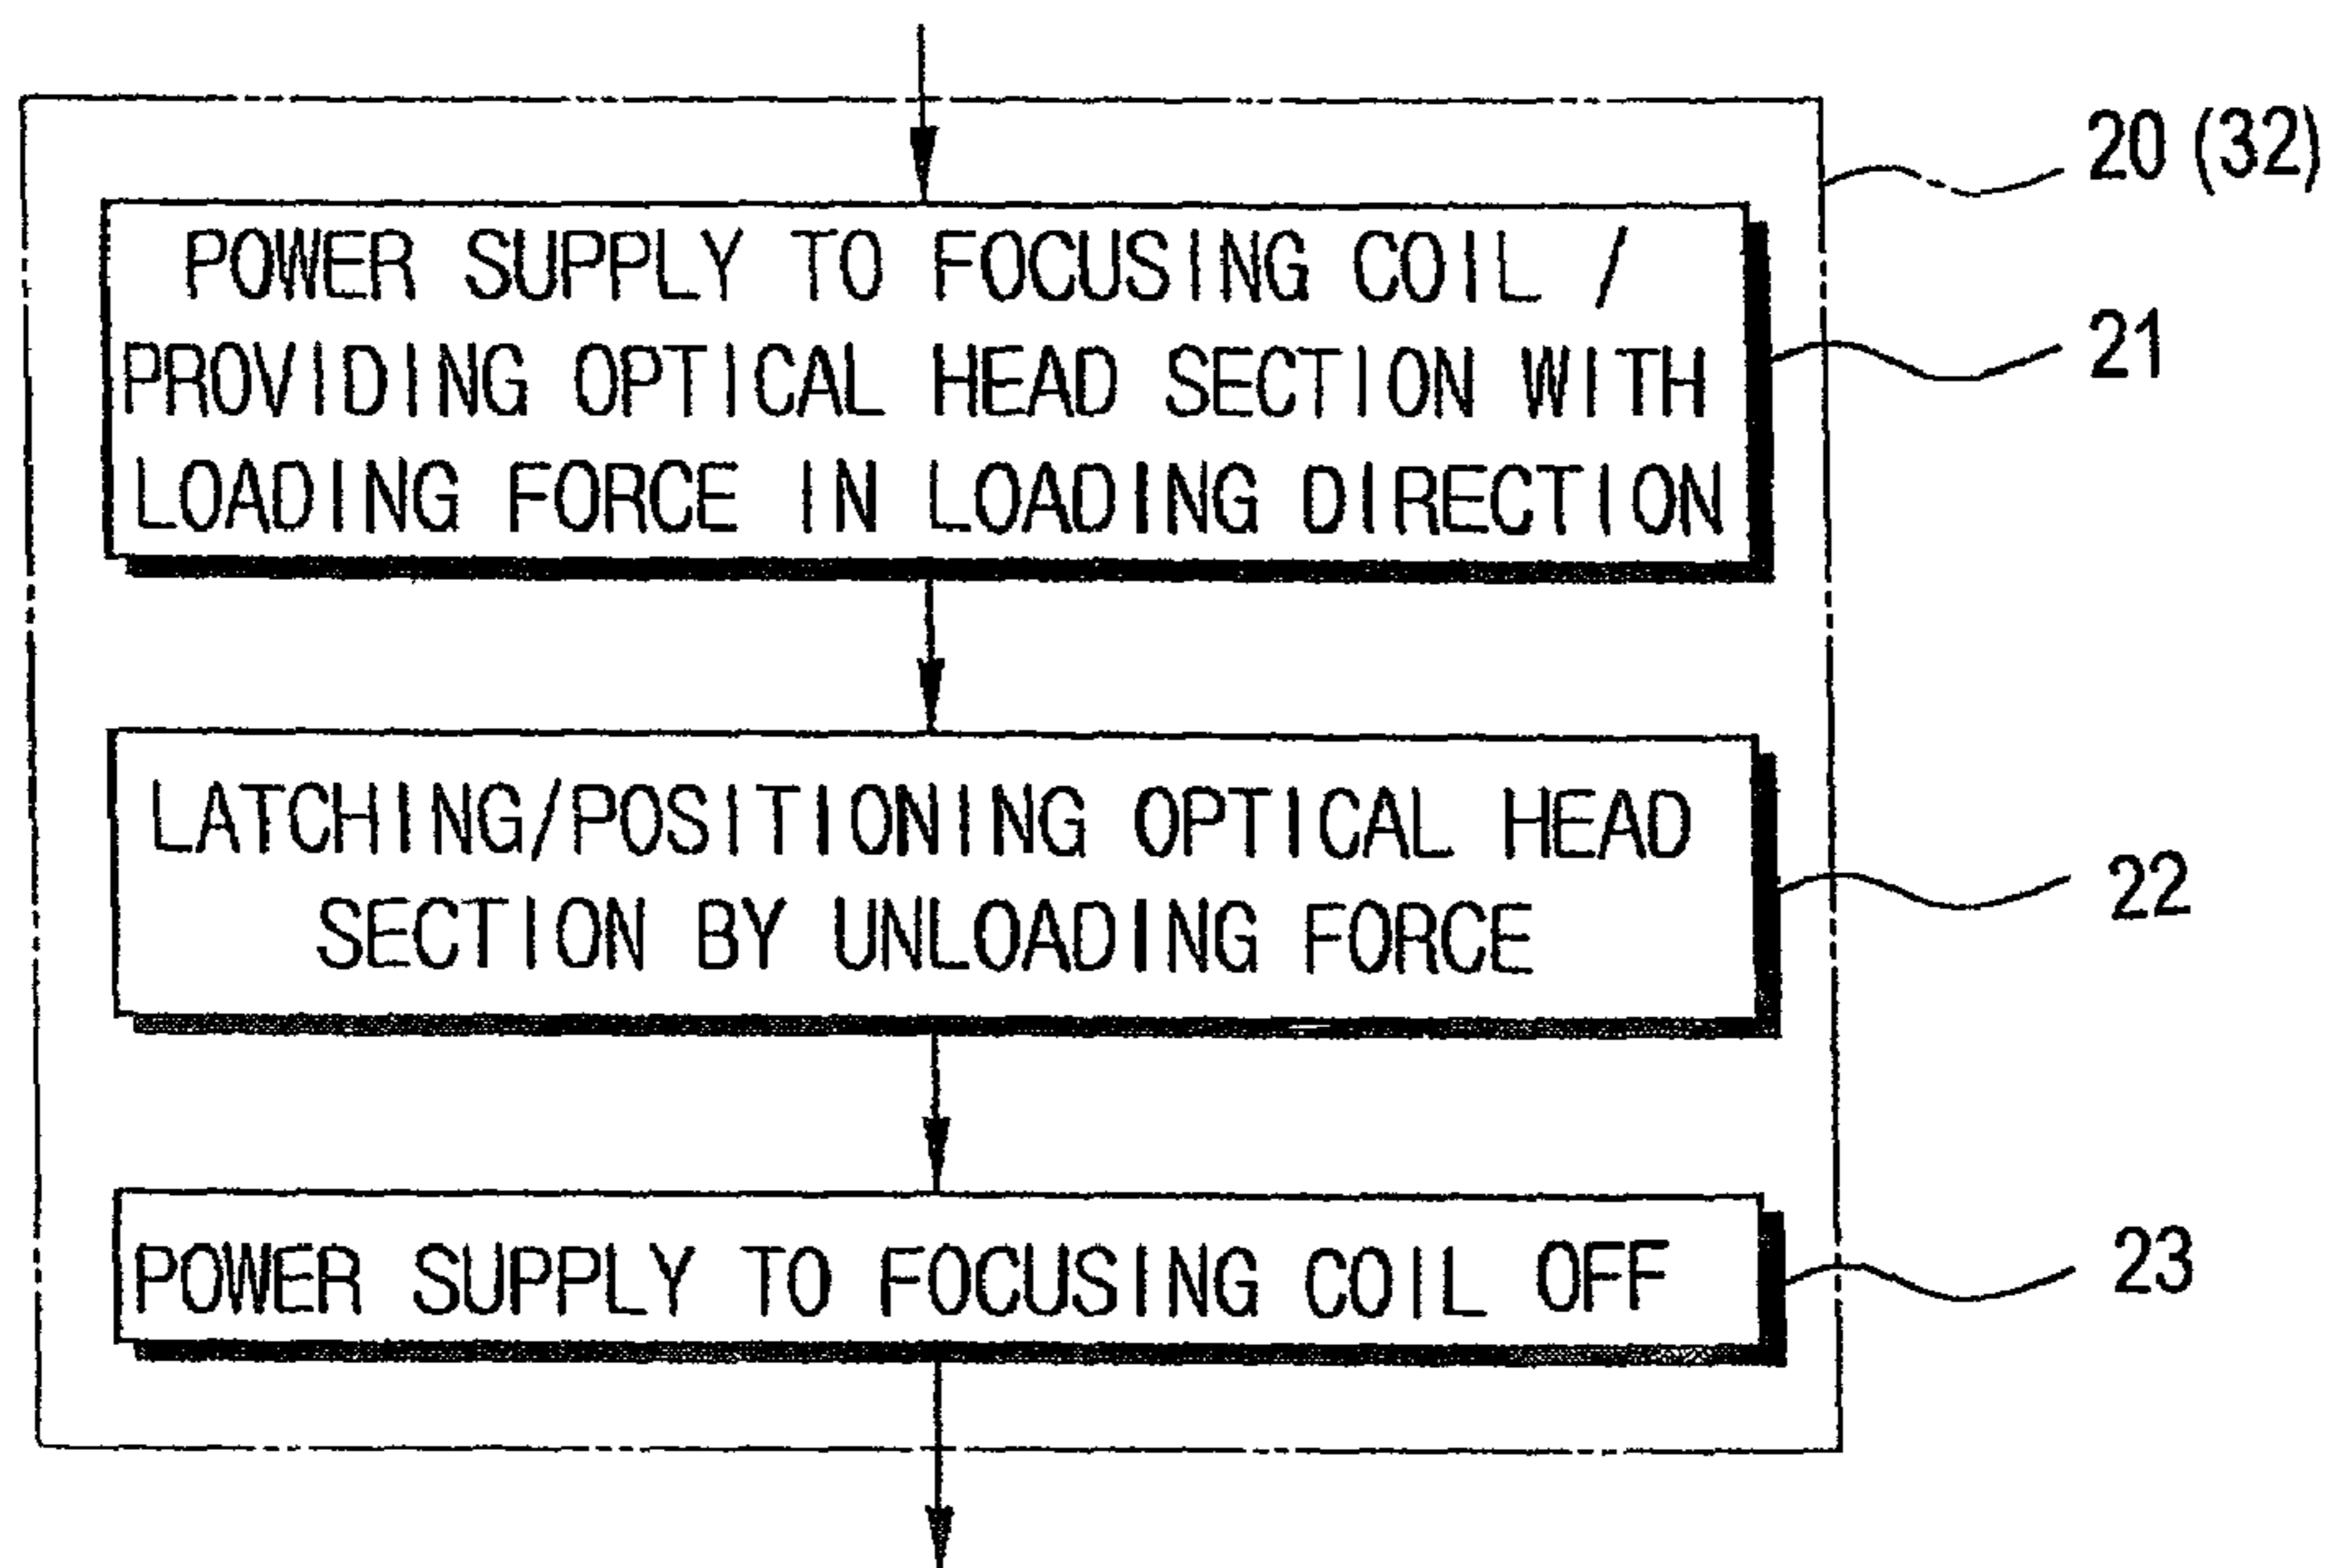 20 (32)
POWER SUPPLY TO FOCUSING COIL /
PROVIDING OPTICAL HEAD SECTION WITH
LOADING FORCE IN LOADING DIRECTION
21
LATCHING/POSITIONING OPTICAL HEAD
SECTION BY UNLOADING FORCE
22
POWER SUPPLY TO FOCUSING COIL OFF
23